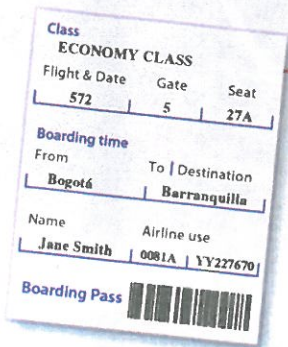 Class
ECONOMY CLASS
Flight & Date Gate Seat
572 5 27A
Boarding time
From To | Destination
Bogotá Barranquilla
Name Airline use
Jane Smith 0081A YY227670
Boarding Pass